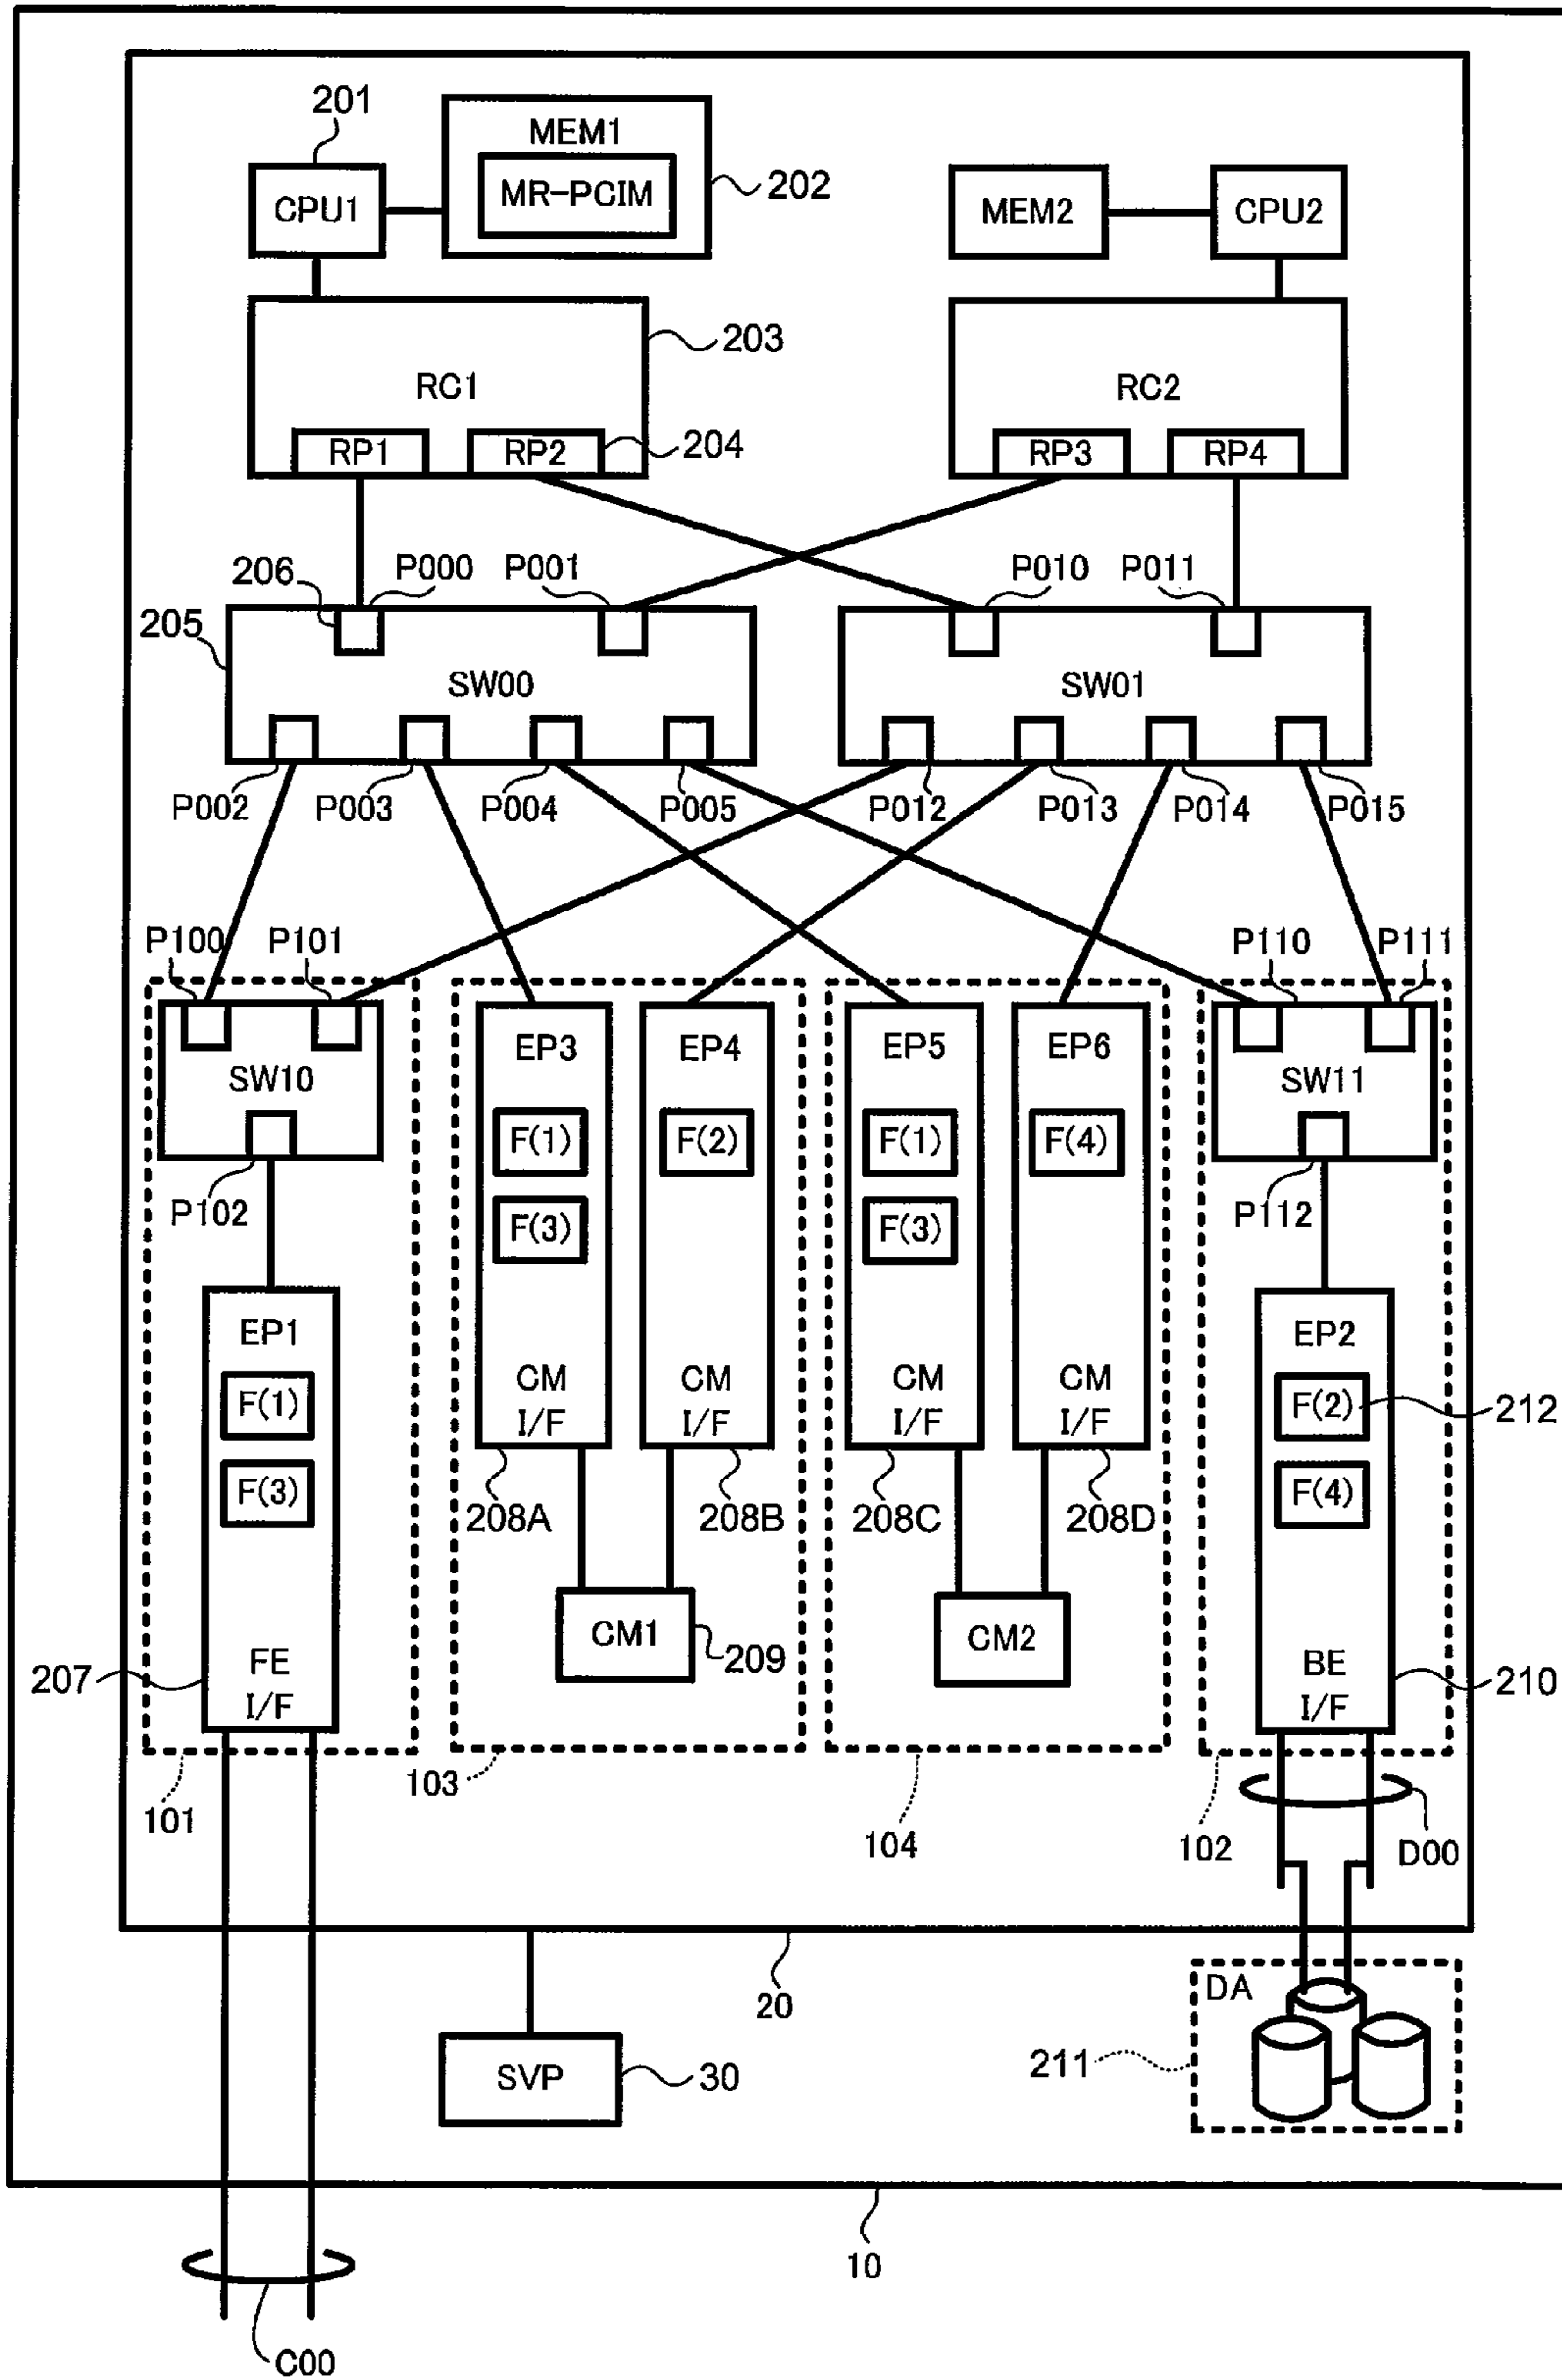 201
MEM1
MR-PCIM
202
CPU1
MEM2
CPU2
203
RC1
RC2
RP1
RP2
204
RP3
RP4
206
P000
P001
P010
P011
205
SW00
SW01
P002
P003
P004
P005
P012
P013
P014
P015
P100
P101
P110
P111
SW10
EP3
EP4
EP5
EP6
SW11
F(1)
F(2)
F(1)
F(4)
P102
F(3)
F(3)
P112
EP1
EP2
F(1)
CM
I/F
CM
I/F
CM
I/F
CM
I/F
F(2)
212
F(3)
F(4)
208A
208B
208C
208D
CM1
209
CM2
207
FE
I/F
BE
I/F
210
101
103
104
102
D00
20
DA
SVP
30
211
10
C00